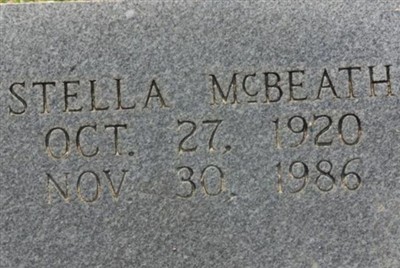 STELLA McBEATH
OCT. 27, 1920
NOV 30. 1986